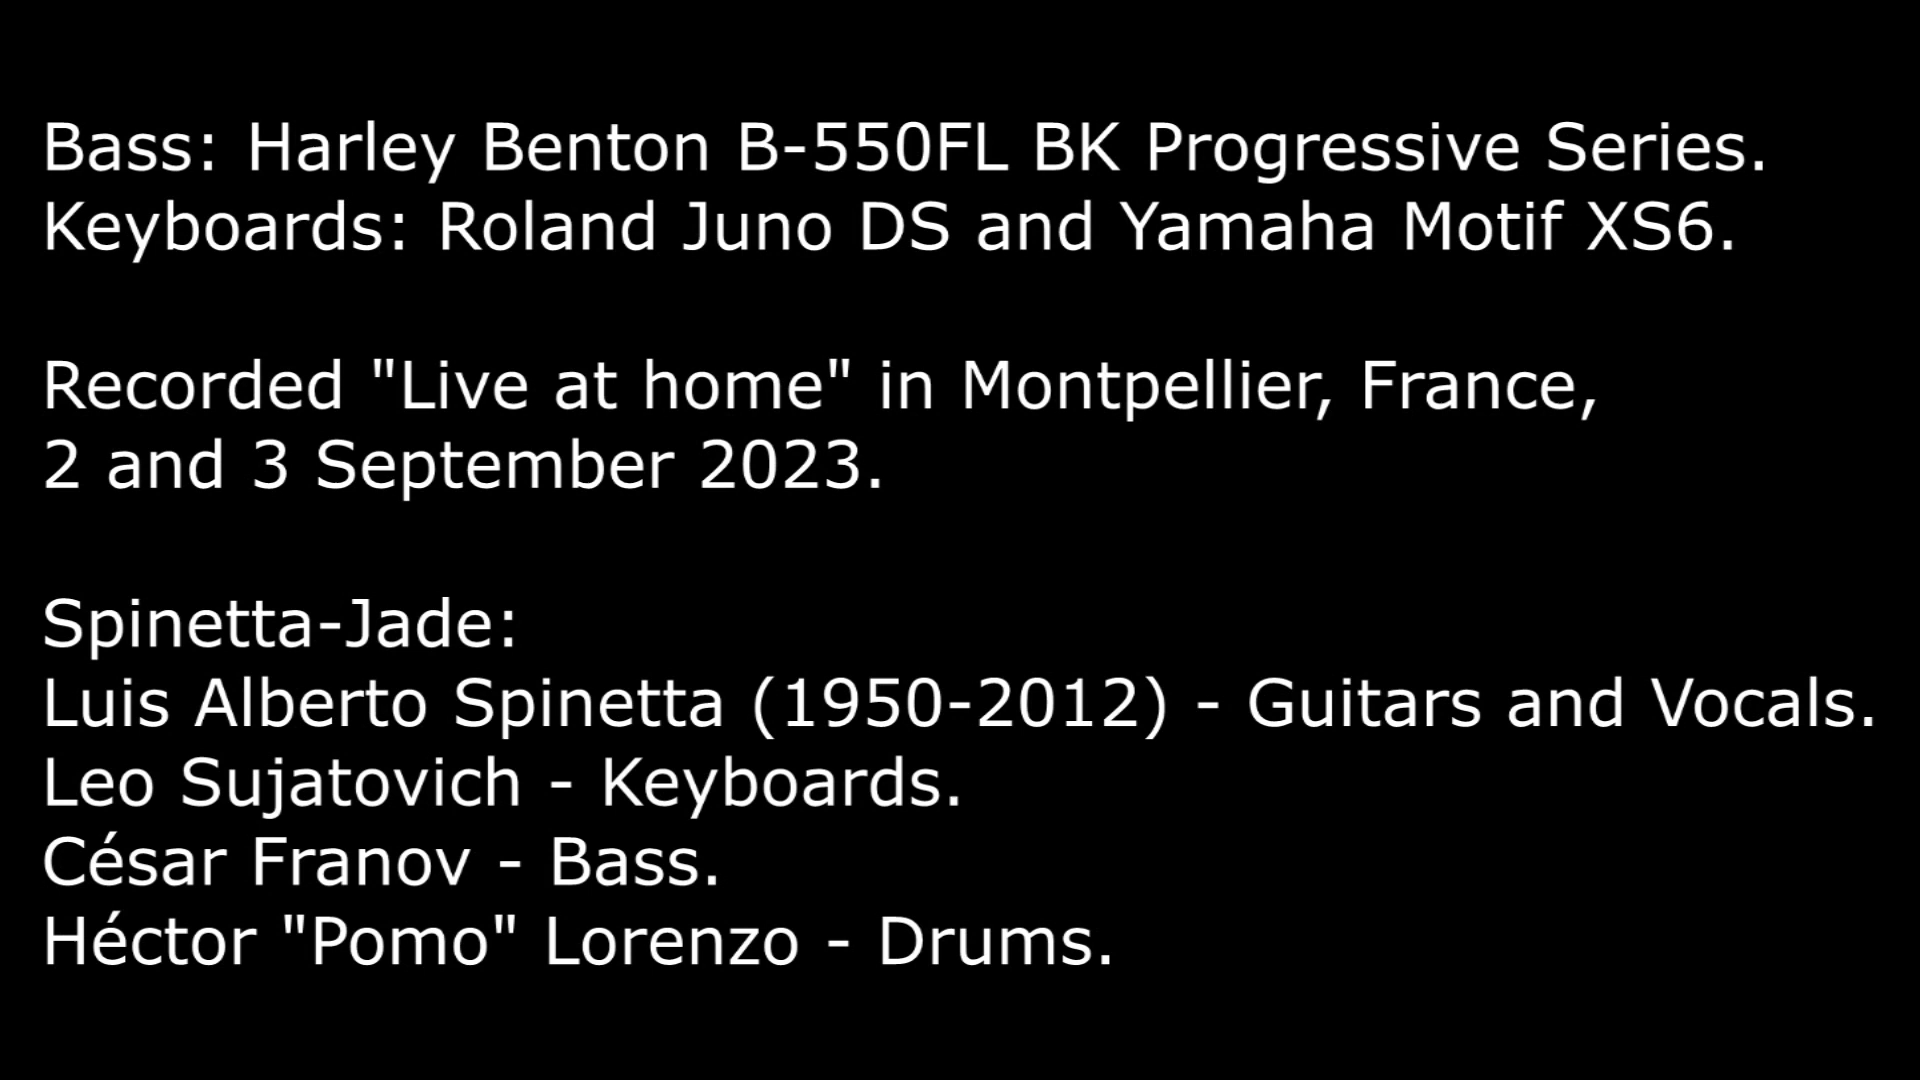 Bass: Harley Benton B-550FL BK Progressive Series.
Keyboards: Roland Juno DS and Yamaha Motif XS6.
Recorded "Live at home" in Montpellier, France,
2 and 3 September 2023.
Spinetta-Jade:
Luis Alberto Spinetta (1950-2012) - Guitars and Vocals.
Leo Sujatovich - Keyboards.
César Franov - Bass.
Héctor "Pomo" Lorenzo - Drums.